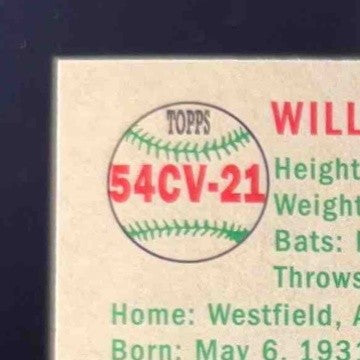 TOPPS
54CV-21
WILL
Height
Weight
Bats:
Throws
Home: Westfield,
Born: May 6, 193